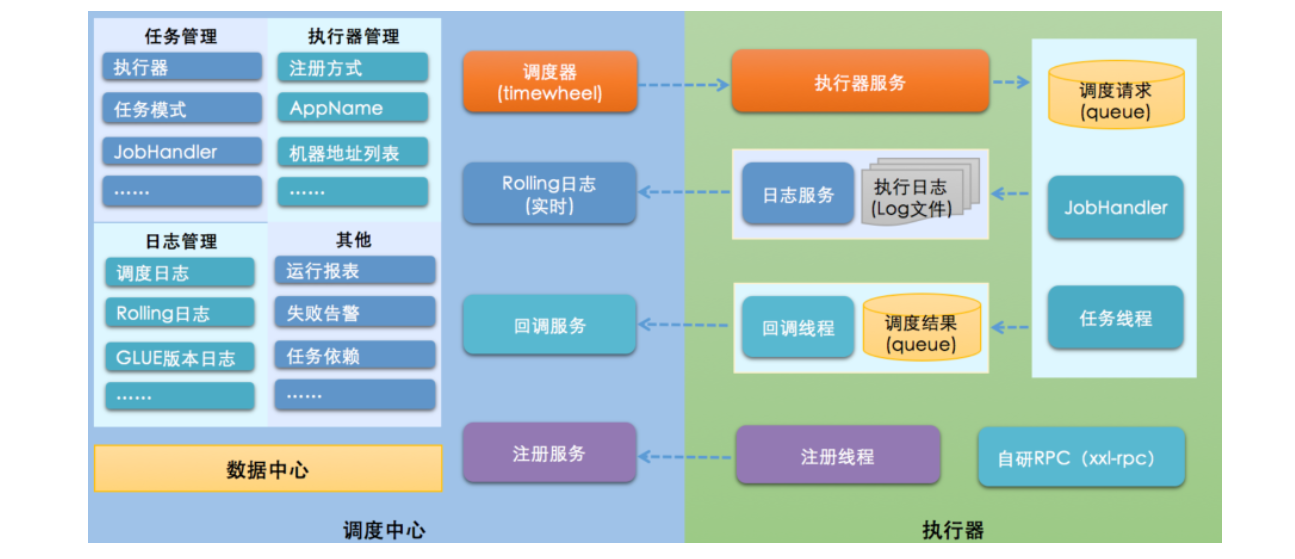 任务管理
执行器
任务模式
JobHandler
......
执行器管理
注册方式
AppName
机器地址列表
......
日志管理
调度日志
Rolling日志
GLUE版本日志
......
其他
运行报表
失败告警
任务依赖
......
数据中心
调度器
(timewheel)
Rolling日志
(实时)
回调服务
注册服务
调度中心
执行器服务
日志服务
执行日志
(Log文件)
回调线程
调度结果
(queue)
注册线程
调度请求
(queue)
JobHandler
任务线程
自研RPC（xxl-rpc）
执行器